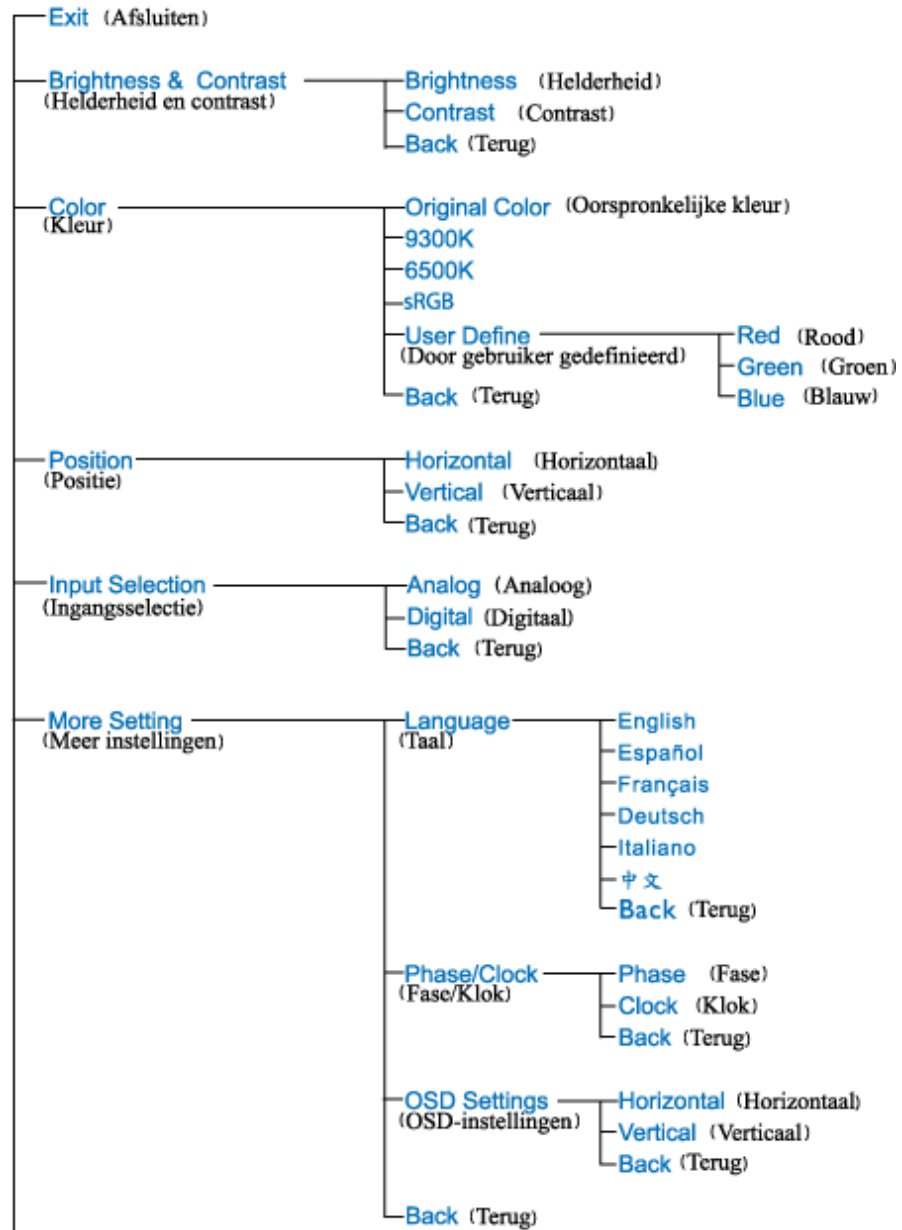 Exit (Afsluiten)
Brightness & Contrast
(Helderheid en contrast)
Brightness (Helderheid)
Contrast (Contrast)
Back (Terug)
Color
(Kleur)
Original Color (Oorspronkelijke kleur)
9300K
6500K
sRGB
User Define
(Door gebruiker gedefinieerd)
Red (Rood)
Green (Groen)
Blue (Blauw)
Back (Terug)
Position
(Positie)
Horizontal (Horizontaal)
Vertical (Verticaal)
Back (Terug)
Input Selection
(Ingangsselectie)
Analog (Analoog)
Digital (Digitaal)
Back (Terug)
More Setting
(Meer instellingen)
Language
(Taal)
English
Español
Français
Deutsch
Italiano
中文
Back (Terug)
Phase/Clock
(Fase/Klok)
Phase (Fase)
Clock (Klok)
Back (Terug)
OSD Settings
(OSD-instellingen)
Horizontal (Horizontaal)
Vertical (Verticaal)
Back (Terug)
Back (Terug)